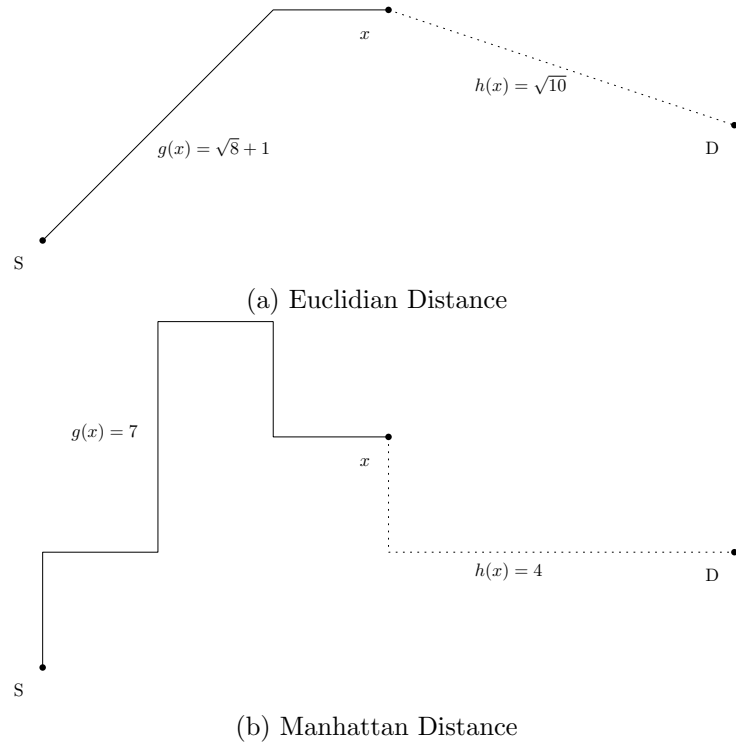 x
h(x) = √10
g(x) = √8 + 1
D
S
(a) Euclidian Distance
g(x) = 7
x
h(x) = 4
D
S
(b) Manhattan Distance